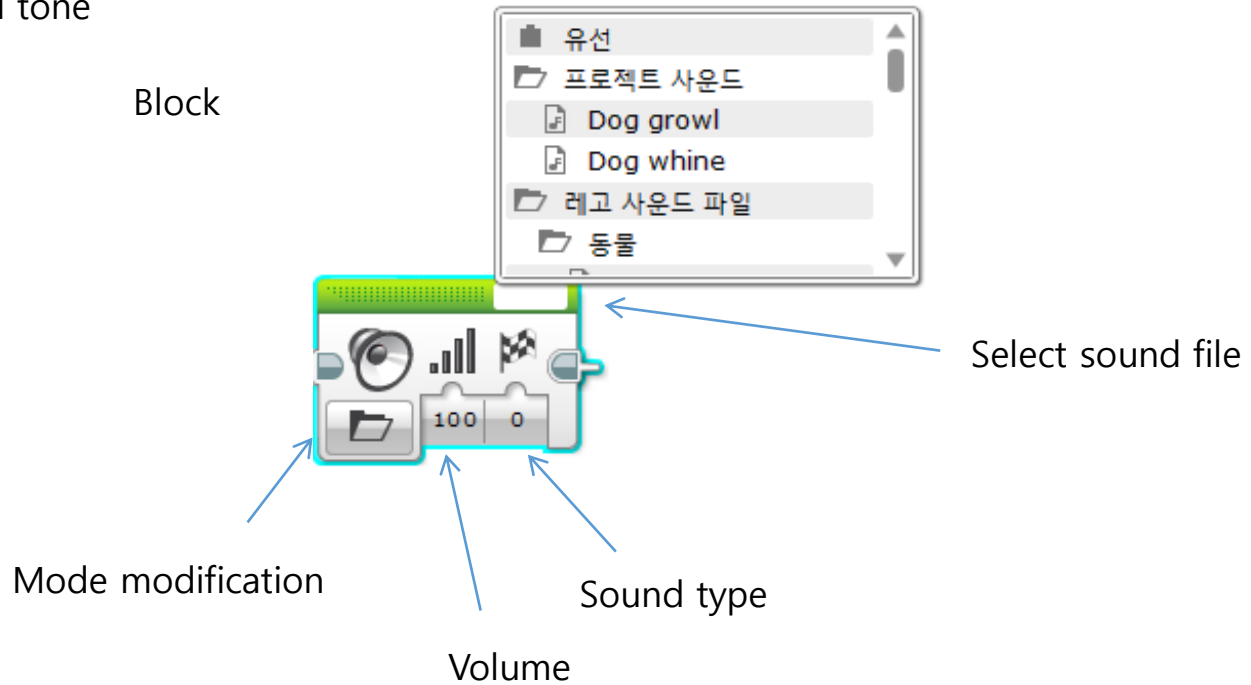 tone
유선
프로젝트 사운드
Block
Dog growl
Dog whine
레고 사운드 파일
동물
Select sound file
100
0
Mode modification
Sound type
Volume